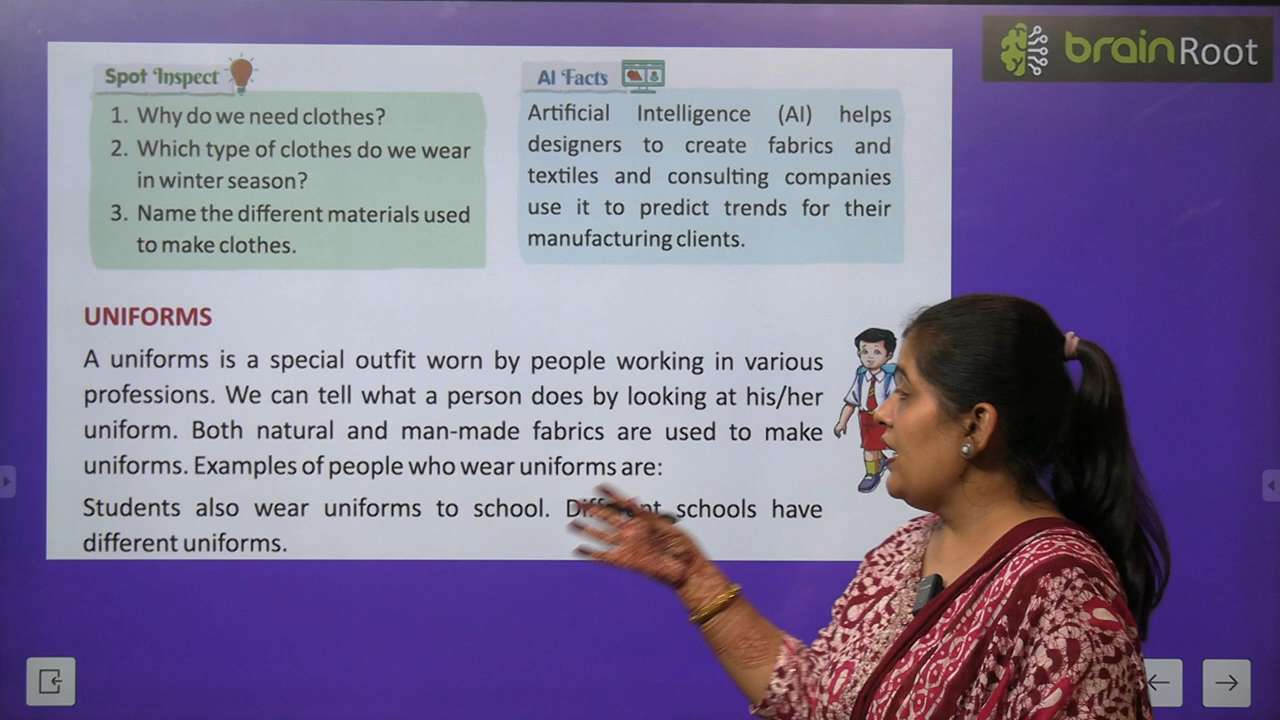 brainRoot
Spot Inspect
1. Why do we need clothes?
2. Which type of clothes do we wear
in winter season?
3. Name the different materials used
to make clothes.
AI Facts
Artificial Intelligence (AI) helps
designers to create fabrics and
textiles and consulting companies
use it to predict trends for their
manufacturing clients.
UNIFORMS
A uniforms is a special outfit worn by people working in various
professions. We can tell what a person does by looking at his/her
uniform. Both natural and man-made fabrics are used to make
uniforms. Examples of people who wear uniforms are:
Students also wear uniforms to school. Different schools have
different uniforms.